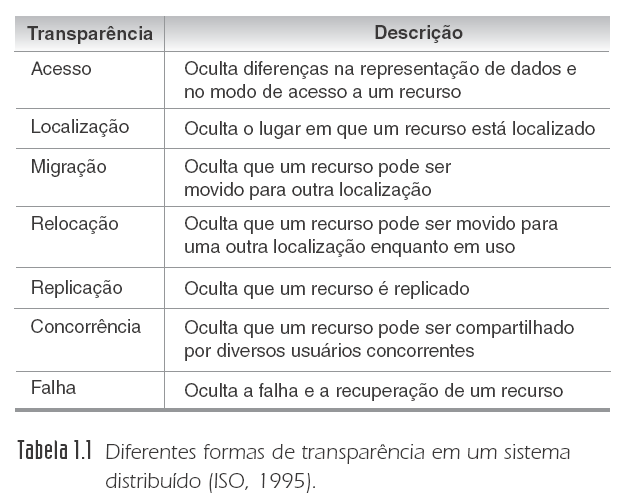 Transparência Descrição
Acesso Oculta diferenças na representação de dados e
no modo de acesso a um recurso
Localização Oculta o lugar em que um recurso está localizado
Migração Oculta que um recurso pode ser
movido para outra localização
Relocação Oculta que um recurso pode ser movido para
uma outra localização enquanto em uso
Replicação Oculta que um recurso é replicado
Concorrência Oculta que um recurso pode ser compartilhado
por diversos usuários concorrentes
Falha Oculta a falha e a recuperação de um recurso
Tabela 1.1 Diferentes formas de transparência em um sistema
distribuído (ISO, 1995).